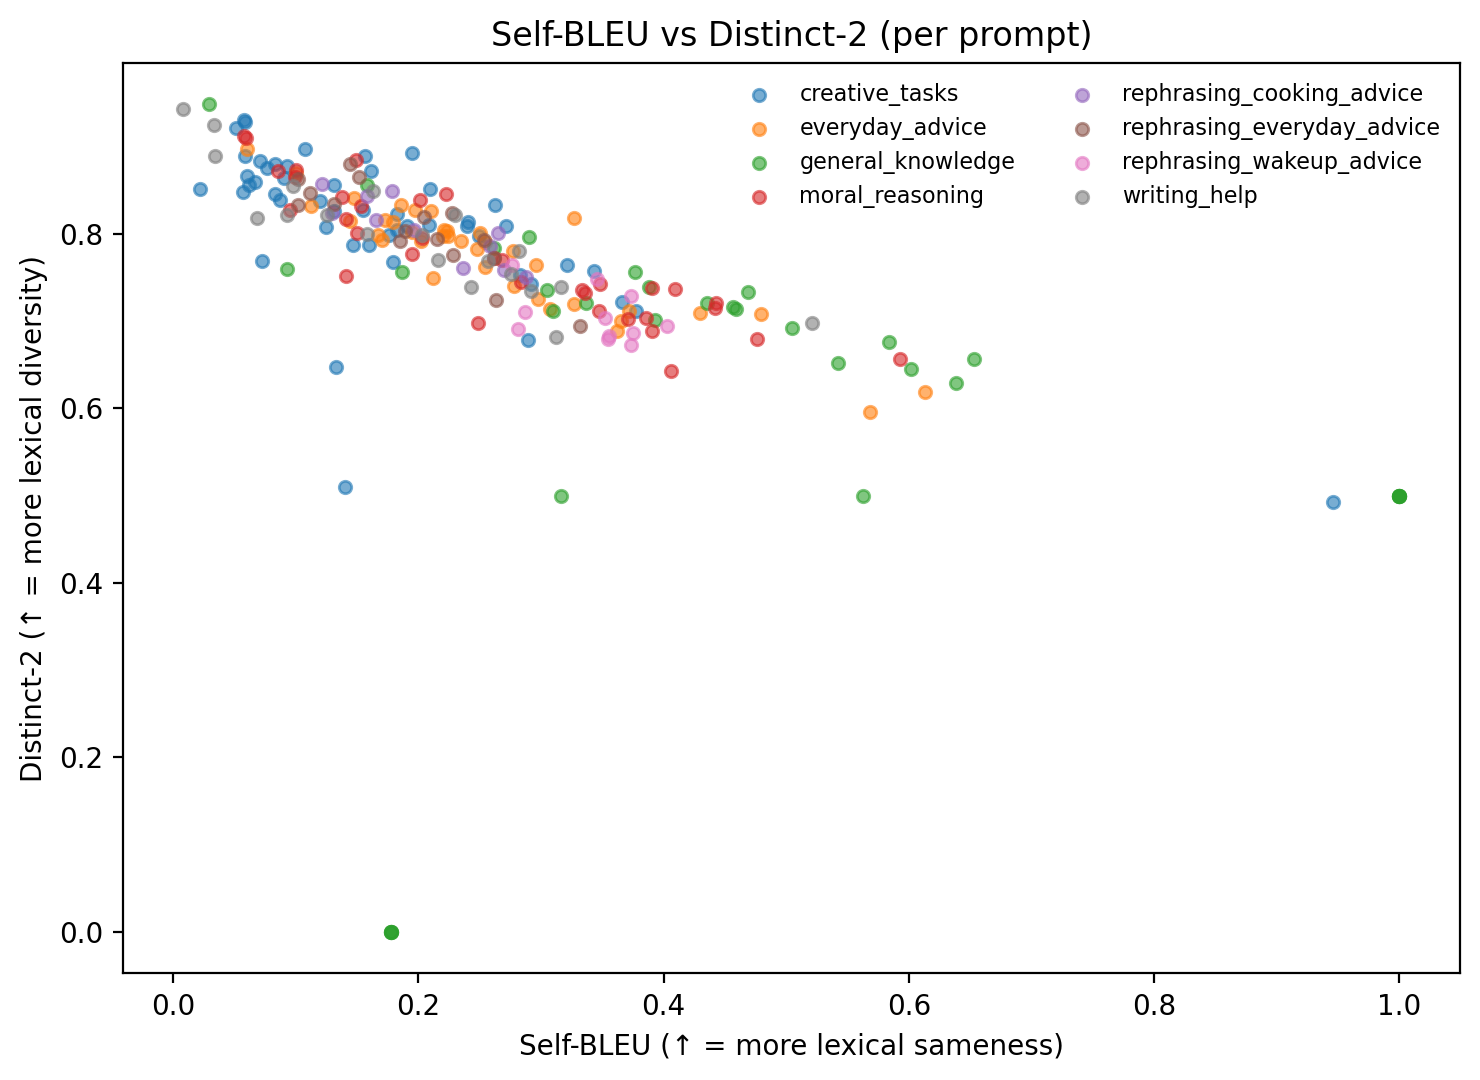 Self-BLEU vs Distinct-2 (per prompt)
creative_tasks
everyday_advice
general_knowledge
moral_reasoning
rephrasing_cooking_advice
rephrasing_everyday_advice
rephrasing_wakeup_advice
writing_help
Distinct-2 (↑ = more lexical diversity)
0.8
0.6
0.4
0.2
0.0
0.0 0.2 0.4 0.6 0.8 1.0
Self-BLEU (↑ = more lexical sameness)